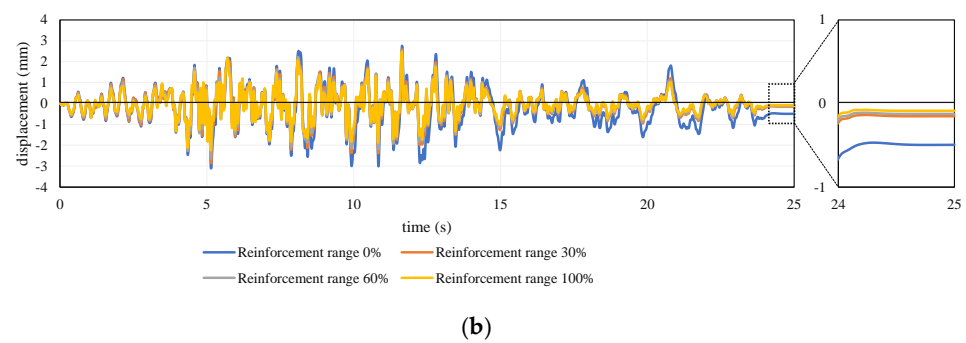 displacement (mm)
4
3
2
1
0
-1
-2
-3
-4
0 5 10 15 20 25
time (s)
1
0
-1
24 25
Reinforcement range 0% Reinforcement range 30%
Reinforcement range 60% Reinforcement range 100%
(b)